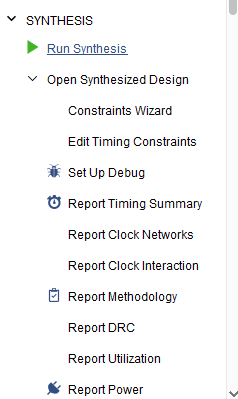 SYNTHESIS
Run Synthesis
Open Synthesized Design
Constraints Wizard
Edit Timing Constraints
Set Up Debug
Report Timing Summary
Report Clock Networks
Report Clock Interaction
Report Methodology
Report DRC
Report Utilization
Report Power